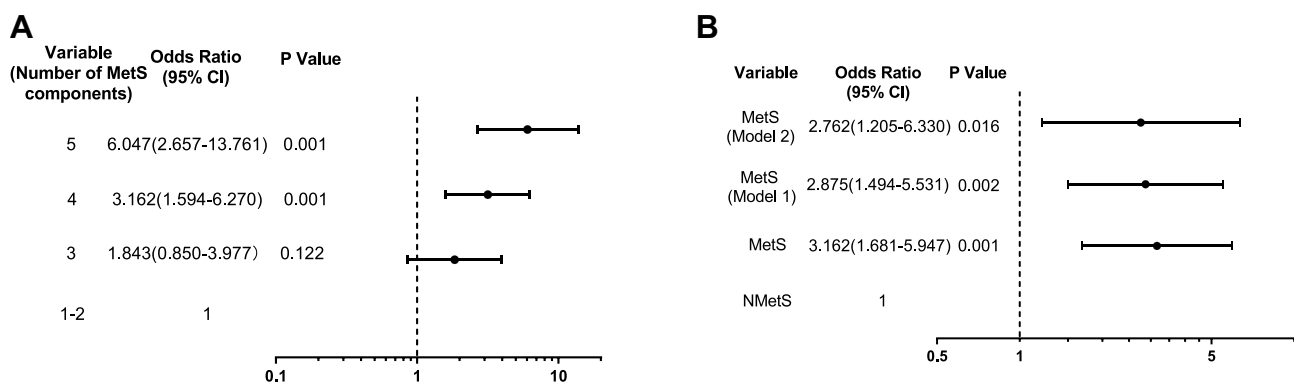 A
Variable
(Number of MetS
components)
Odds Ratio
(95% CI)
P Value
5 6.047(2.657-13.761) 0.001
4 3.162(1.594-6.270) 0.001
3 1.843(0.850-3.977） 0.122
1-2 1
0.1 1 10
B
Variable
Odds Ratio
(95% CI)
P Value
MetS
(Model 2)
2.762(1.205-6.330) 0.016
MetS
(Model 1)
2.875(1.494-5.531) 0.002
MetS 3.162(1.681-5.947) 0.001
NMetS 1
0.5 1 5